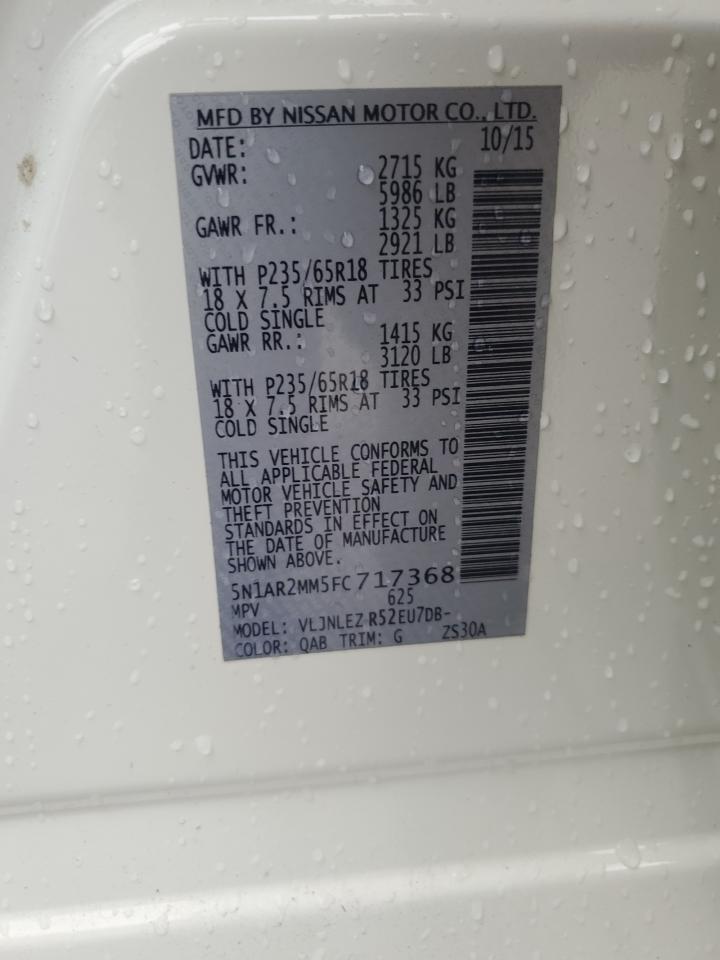 MFD BY NISSAN MOTOR CO., LTD.
DATE: 10/15
GVWR: 2715 KG
5986 LB
GAWR FR.: 1325 KG
2921 LB
WITH P235/65R18 TIRES
18 X 7.5 RIMS AT 33 PSI
COLD SINGLE
GAWR RR.: 1415 KG
3120 LB
WITH P235/65R18 TIRES
18 X 7.5 RIMS AT 33 PSI
COLD SINGLE
THIS VEHICLE CONFORMS TO
ALL APPLICABLE FEDERAL
MOTOR VEHICLE SAFETY AND
THEFT PREVENTION
STANDARDS IN EFFECT ON
THE DATE OF MANUFACTURE
SHOWN ABOVE.
5N1AR2MM5FC717368
MPV 625
MODEL: VLJNLEZ R52EU7DB-
COLOR: QAB TRIM: G ZS30A